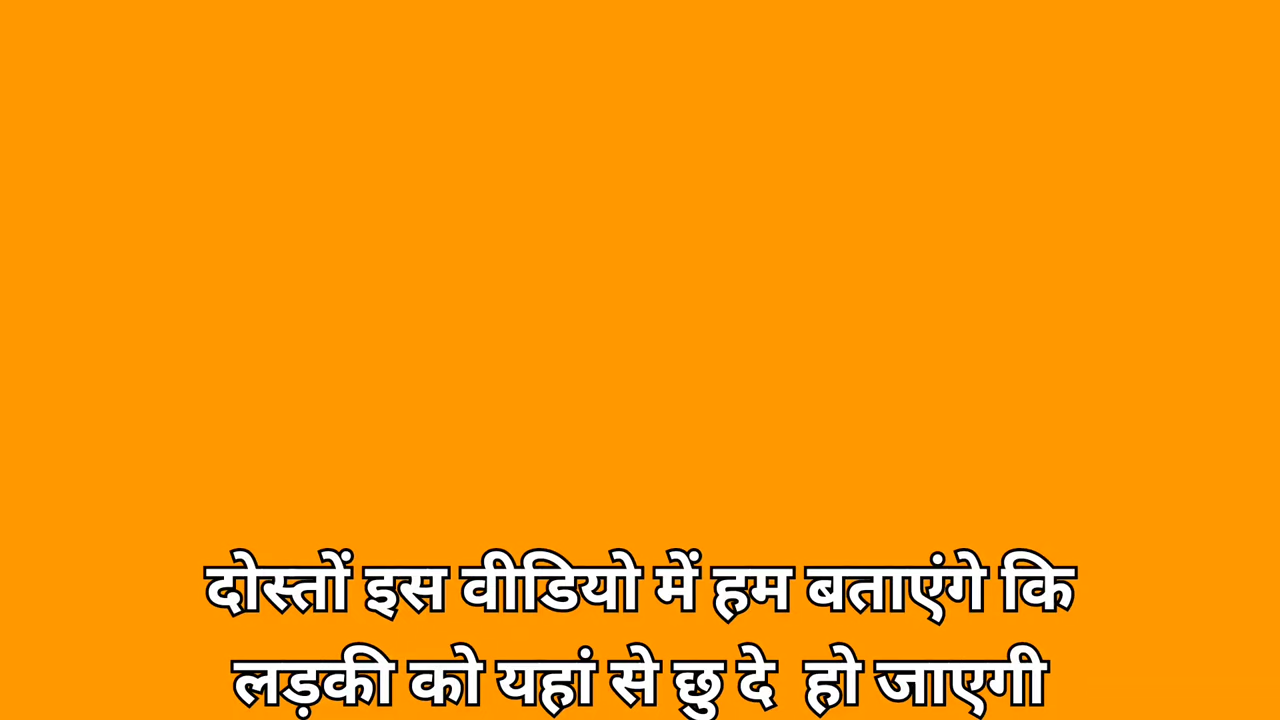 दोस्तों इस वीडियो में हम बताएंगे कि
लड़की को यहां से छु दे हो जाएगी